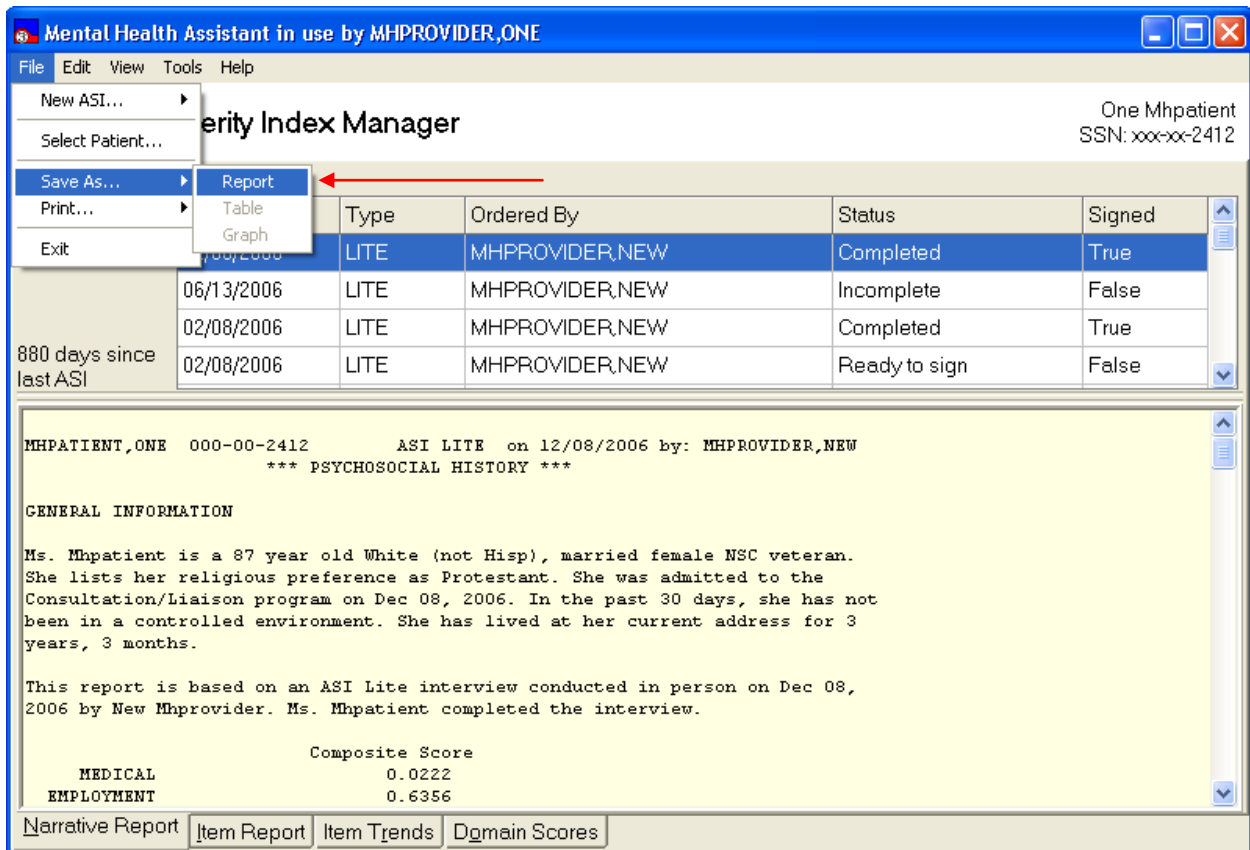 Mental Health Assistant in use by MHPROVIDER,ONE
File Edit View Tools Help
New ASI...
Select Patient...
Save As...
Print...
Exit
Report
Table
Graph
erity Index Manager
One Mhpatient
SSN: xxx-xx-2412
Type Ordered By Status Signed
LITE MHPROVIDER,NEW Completed True
06/13/2006 LITE MHPROVIDER,NEW Incomplete False
02/08/2006 LITE MHPROVIDER,NEW Completed True
02/08/2006 LITE MHPROVIDER,NEW Ready to sign False
880 days since
last ASI
MHPATIENT,ONE 000-00-2412 ASI LITE on 12/08/2006 by: MHPROVIDER,NEW
*** PSYCHOSOCIAL HISTORY ***
GENERAL INFORMATION
Ms. Mhpatient is a 87 year old White (not Hisp), married female NSC veteran.
She lists her religious preference as Protestant. She was admitted to the
Consultation/Liaison program on Dec 08, 2006. In the past 30 days, she has not
been in a controlled environment. She has lived at her current address for 3
years, 3 months.
This report is based on an ASI Lite interview conducted in person on Dec 08,
2006 by New Mhprovider. Ms. Mhpatient completed the interview.
Composite Score
MEDICAL 0.0222
EMPLOYMENT 0.6356
Narrative Report Item Report Item Trends Domain Scores